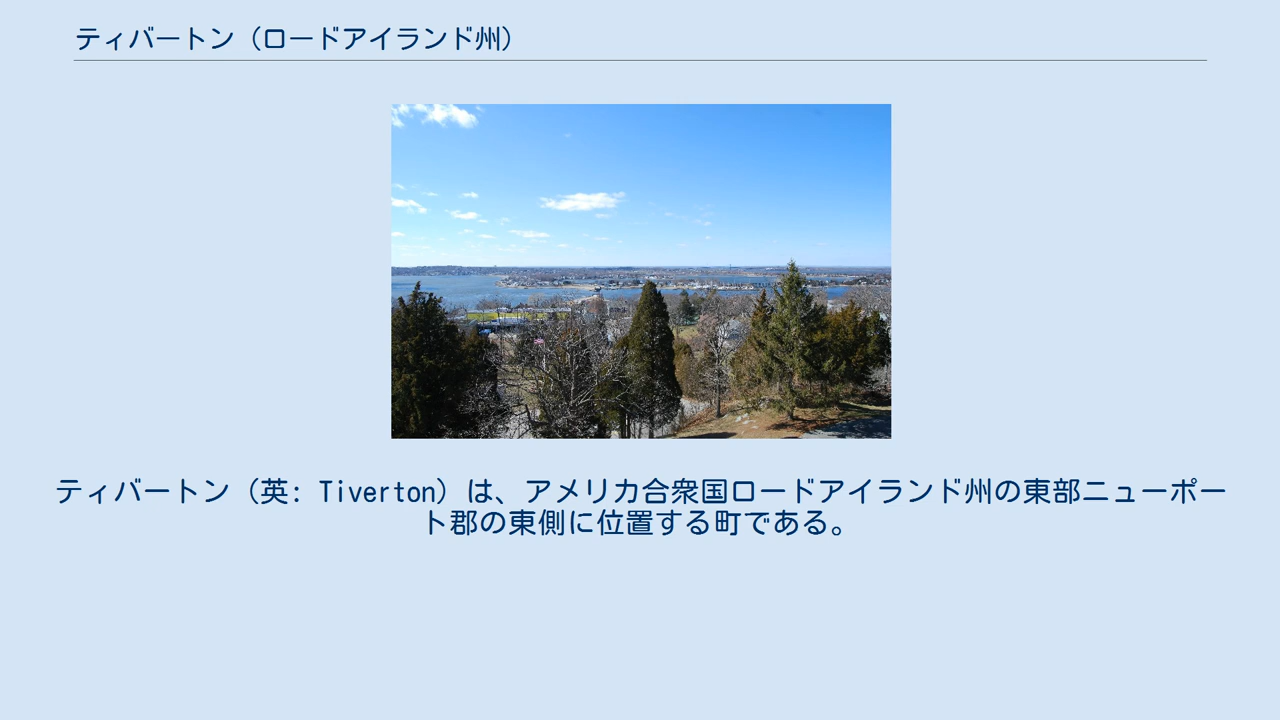 ティバートン（ロードアイランド州）
ティバートン（英: Tiverton）は、アメリカ合衆国ロードアイランド州の東部ニューポー
ト郡の東側に位置する町である。